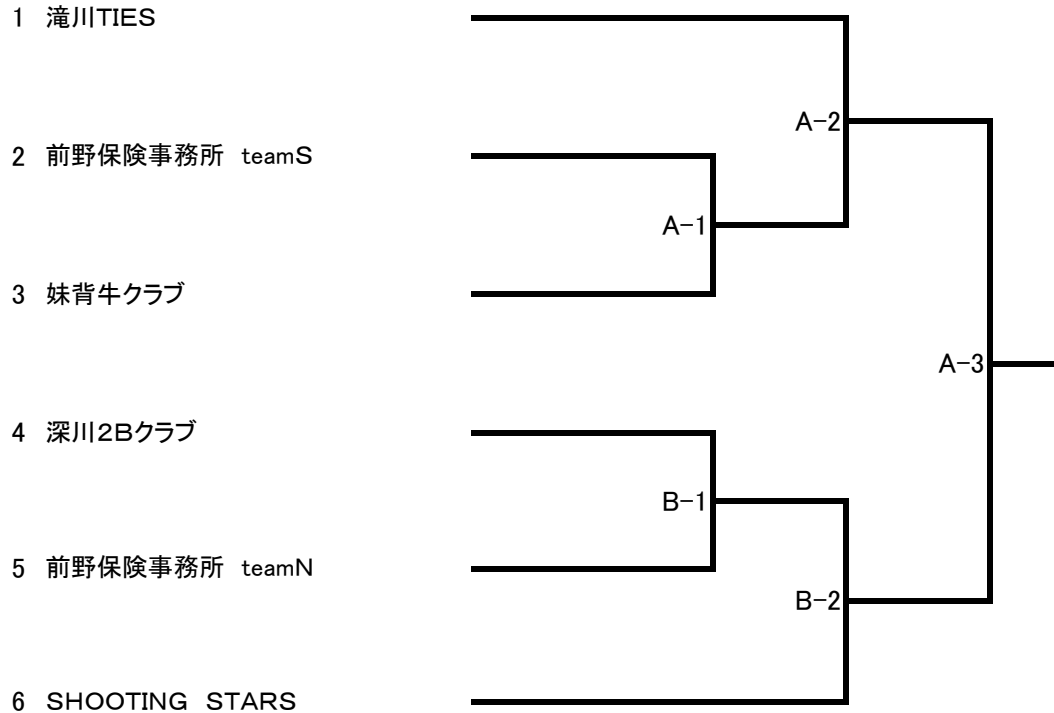 1 滝川TIES
A-2
2 前野保険事務所 teamS
A-1
3 妹背牛クラブ
A-3
4 深川2Bクラブ
B-1
5 前野保険事務所 teamN
B-2
6 SHOOTING STARS